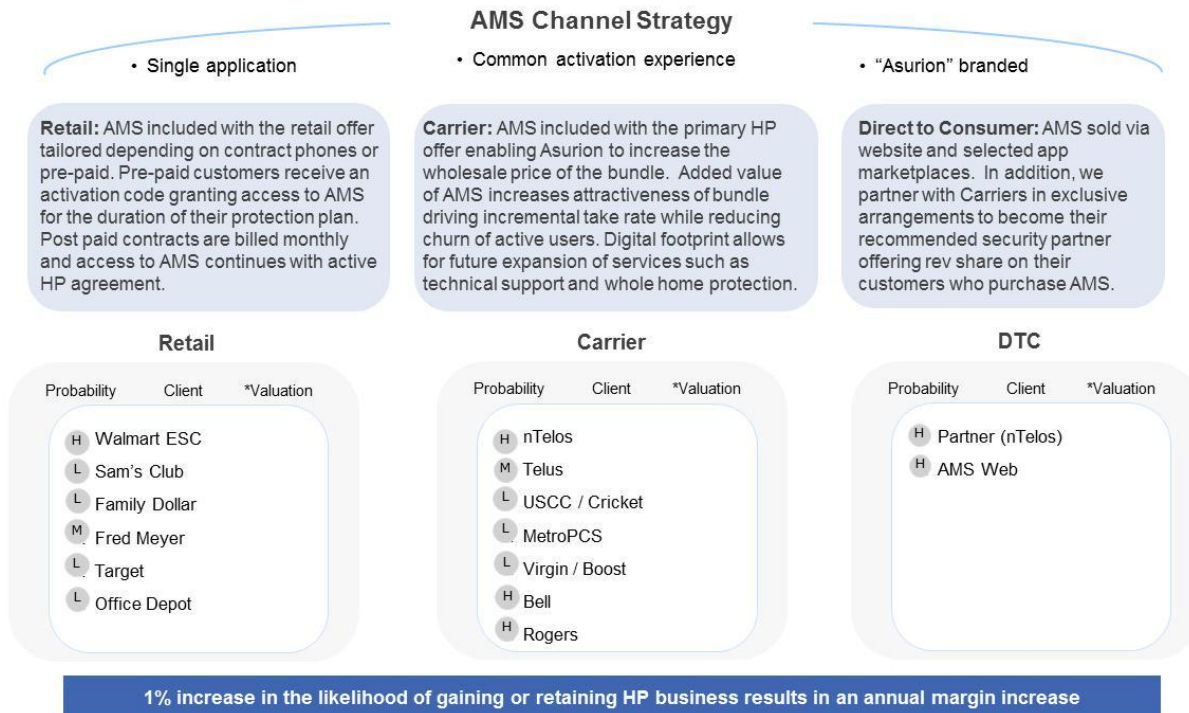 AMS Channel Strategy
• Single application
• Common activation experience
• “Asurion” branded
Retail: AMS included with the retail offer
tailored depending on contract phones or
pre-paid. Pre-paid customers receive an
activation code granting access to AMS
for the duration of their protection plan.
Post paid contracts are billed monthly
and access to AMS continues with active
HP agreement.
Carrier: AMS included with the primary HP
offer enabling Asurion to increase the
wholesale price of the bundle. Added value
of AMS increases attractiveness of bundle
driving incremental take rate while reducing
churn of active users. Digital footprint allows
for future expansion of services such as
technical support and whole home protection.
Direct to Consumer: AMS sold via
website and selected app
marketplaces. In addition, we
partner with Carriers in exclusive
arrangements to become their
recommended security partner
offering rev share on their
customers who purchase AMS.
Retail
Probability Client *Valuation
H Walmart ESC
L Sam’s Club
L Family Dollar
M Fred Meyer
L Target
L Office Depot
Carrier
Probability Client *Valuation
H nTelos
M Telus
L USCC / Cricket
L MetroPCS
L Virgin / Boost
H Bell
H Rogers
DTC
Probability Client *Valuation
H Partner (nTelos)
H AMS Web
1% increase in the likelihood of gaining or retaining HP business results in an annual margin increase